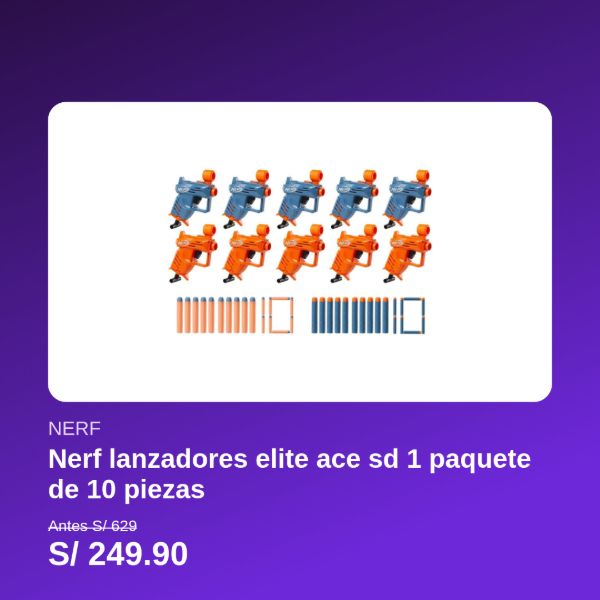 NERF
Nerf lanzadores elite ace sd 1 paquete
de 10 piezas
Antes S/ 629
S/ 249.90